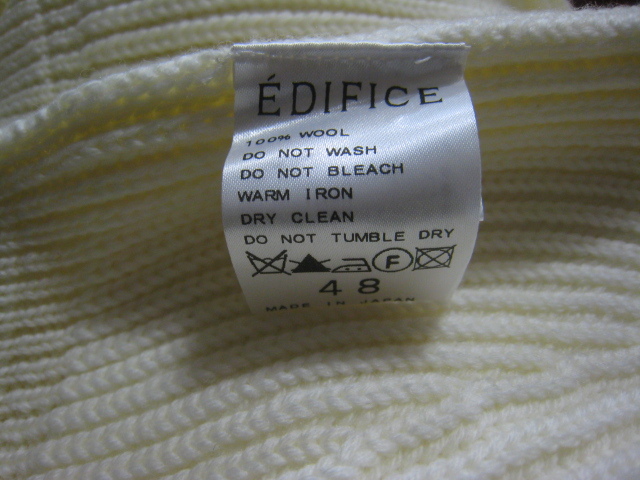 ÉDIFICE
100% WOOL
DO NOT WASH
DO NOT BLEACH
WARM IRON
DRY CLEAN
DO NOT TUMBLE DRY
F
48
MADE IN JAPAN